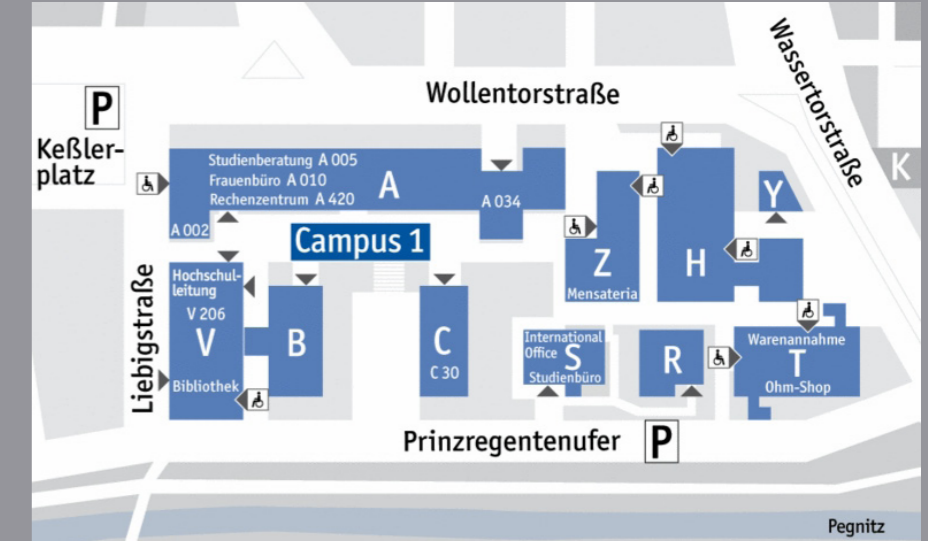 Wassertorstraße
Wollentorstraße
P
Keßler-
platz
Studienberatung A 005
Frauenbüro A 010
Rechenzentrum A 420
A
A 034
A 002
K
Y
Campus 1
Z
Mensateria
H
Liebigstraße
Hochschul-
leitung
V 206
V
Bibliothek
B
C
C 30
International
Office
S
Studienbüro
R
Warenannahme
T
Ohm-Shop
Prinzregentenufer
P
Pegnitz